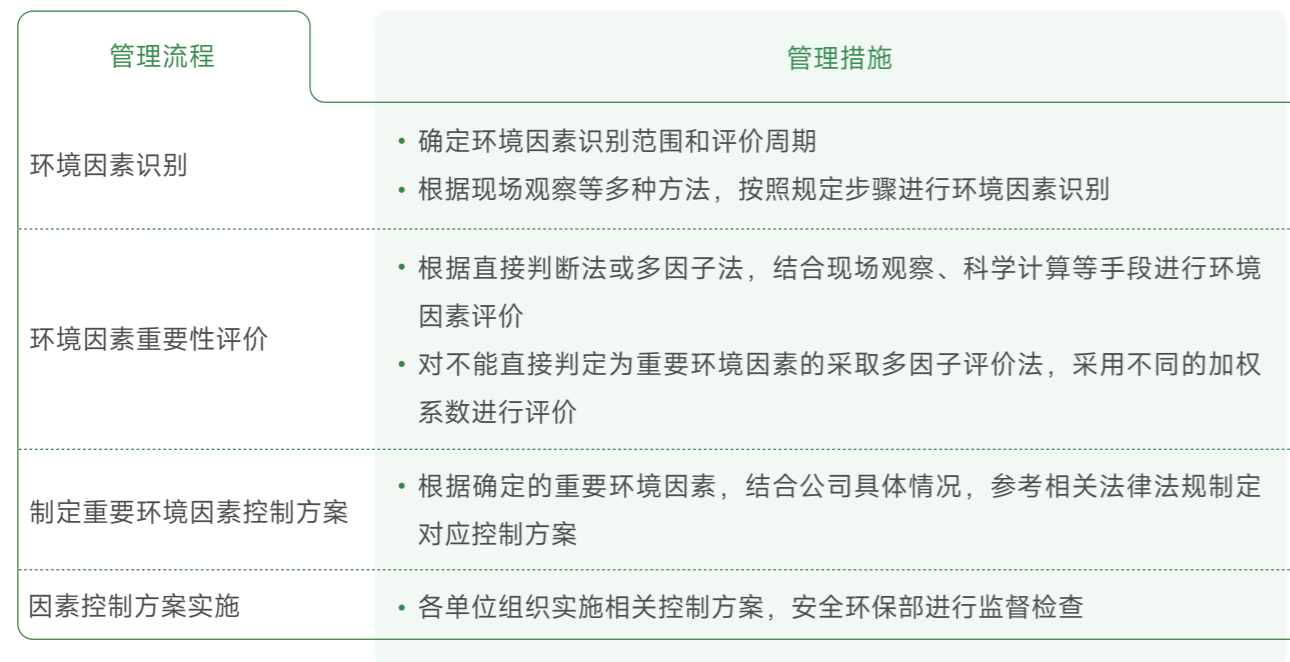 管理流程
管理措施
环境因素识别
• 确定环境因素识别范围和评价周期
• 根据现场观察等多种方法，按照规定步骤进行环境因素识别
环境因素重要性评价
• 根据直接判断法或多因子法，结合现场观察、科学计算等手段进行环境
因素评价
• 对不能直接判定为重要环境因素的采取多因子评价法，采用不同的加权
系数进行评价
制定重要环境因素控制方案
• 根据确定的重要环境因素，结合公司具体情况，参考相关法律法规制定
对应控制方案
因素控制方案实施
• 各单位组织实施相关控制方案，安全环保部进行监督检查